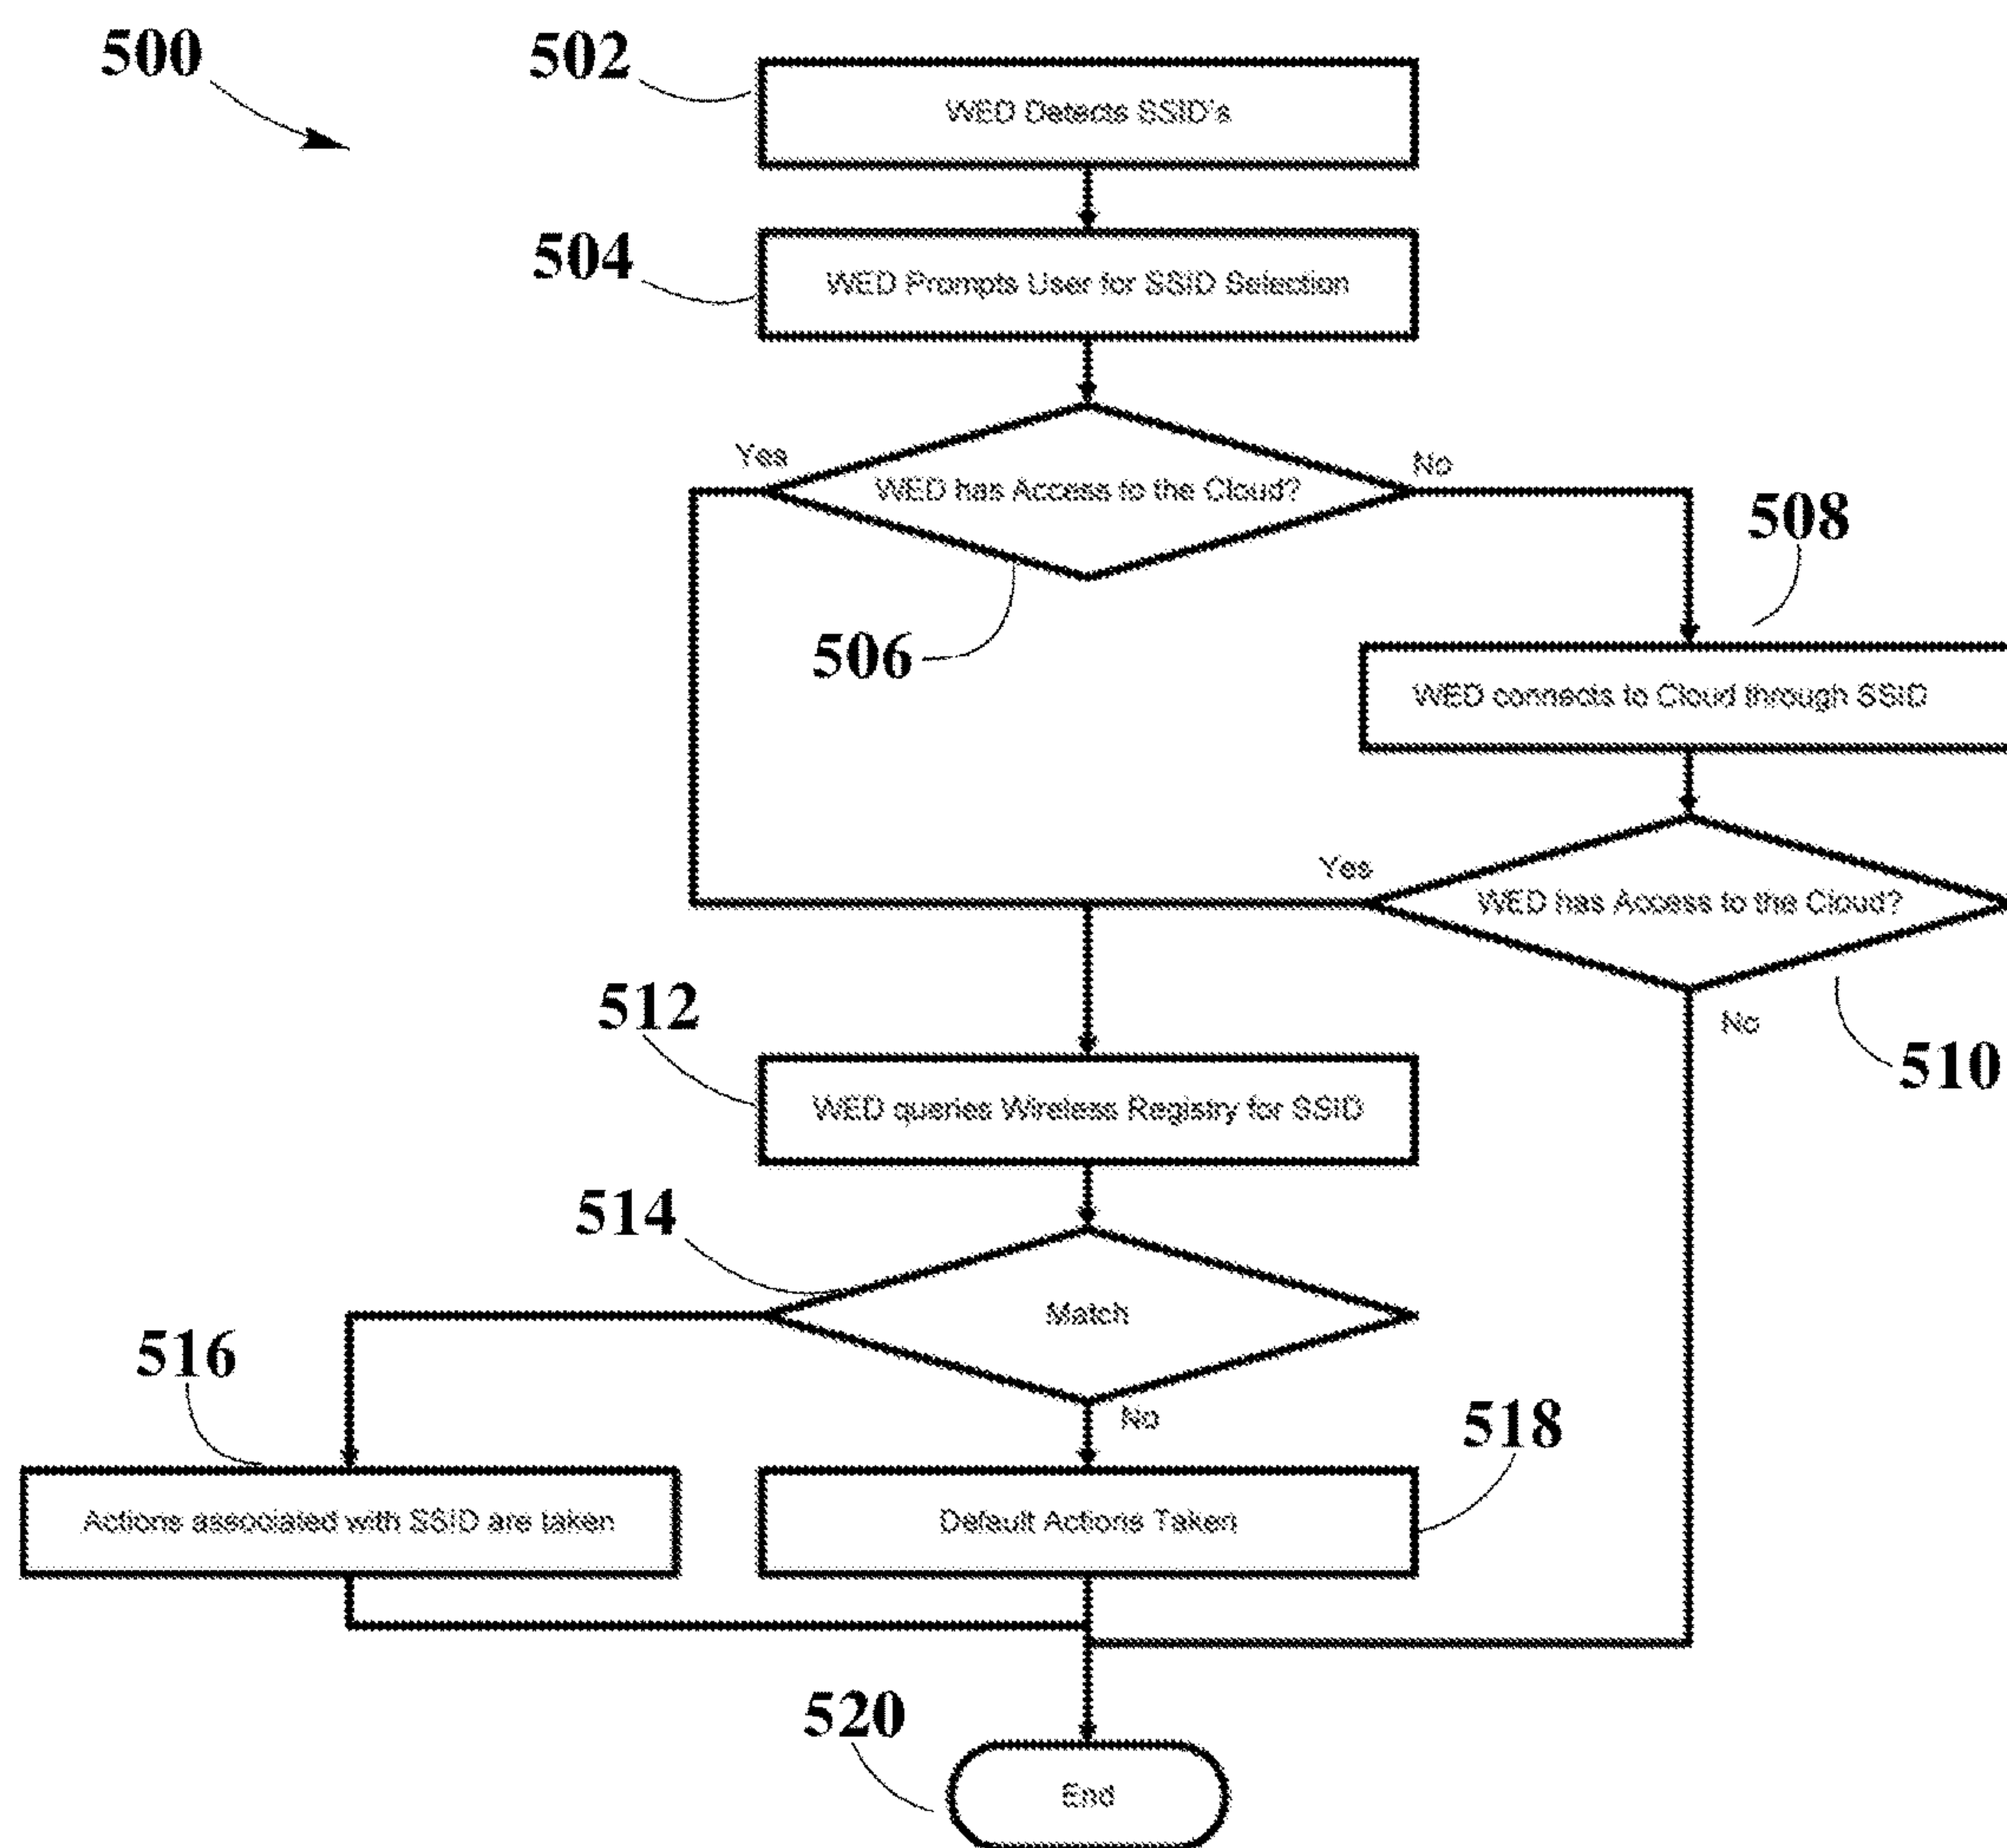 500
502
WED Detects SSID's
504
WED Prompts User for SSID Selection
Yes
No
WED has Access to the Cloud?
506
508
WED connects to Cloud through SSID
Yes
WED has Access to the Cloud?
No
510
512
WED queries Wireless Registry for SSID
514
Match
No
516
518
Actions associated with SSID are taken
Default Actions Taken
520
End